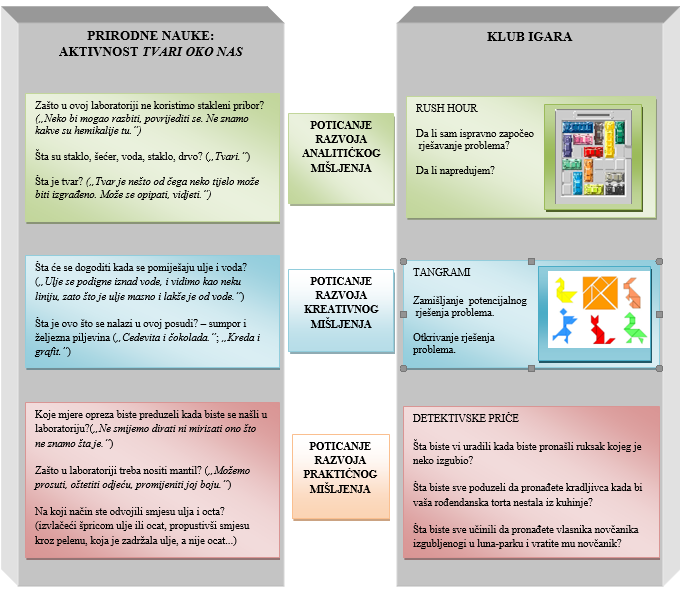 PRIRODNE NAUKE:
AKTIVNOST TVARI OKO NAS
Zašto u ovoj laboratoriji ne koristimo stakleni pribor?
(„Neko bi mogao razbiti, povrijediti se. Ne znamo
kakve su hemikalije tu.“)
Šta su staklo, šećer, voda, staklo, drvo? („Tvari.“)
Šta je tvar? („Tvar je nešto od čega neko tijelo može
biti izgrađeno. Može se opipati, vidjeti.“)
Šta će se dogoditi kada se pomiješaju ulje i voda?
(„Ulje se podigne iznad vode, i vidimo kao neku
liniju, zato što je ulje masno i lakše je od vode.“)
Šta je ovo što se nalazi u ovoj posudi? – sumpor i
željezna piljevina („Cedevita i čokolada.“; „Kreda i
grafit.“)
Koje mjere opreza biste preduzeli kada biste se našli u
laboratoriju?(„Ne smijemo dirati ni mirisati ono što
ne znamo šta je.“)
Zašto u laboratoriji treba nositi mantil? („Možemo
prosuti, oštetiti odjeću, promijeniti joj boju.“)
Na koji način ste odvojili smjesu ulja i octa?
(izvlačeći špricom ulje ili ocat, propustivši smjesu
kroz pelenu, koja je zadržala ulje, a nije ocat...)
POTICANJE
RAZVOJA
ANALITIČKOG
MIŠLJENJA
POTICANJE
RAZVOJA
KREATIVNOG
MIŠLJENJA
POTICANJE
RAZVOJA
PRAKTIČNOG
MIŠLJENJA
KLUB IGARA
RUSH HOUR
Da li sam ispravno započeo
rješavanje problema?
Da li napredujem?
TANGRAMI
Zamišljanje potencijalnog
rješenja problema.
Otkrivanje rješenja
problema.
DETEKTIVSKE PRIČE
Šta biste vi uradili kada biste pronašli ruksak kojeg je
neko izgubio?
Šta biste sve poduzeli da pronađete kradljivca kada bi
vaša rođendanska torta nestala iz kuhinje?
Šta biste sve učinili da pronađete vlasnika novčanika
izgubljenogi u luna-parku i vratite mu novčanik?